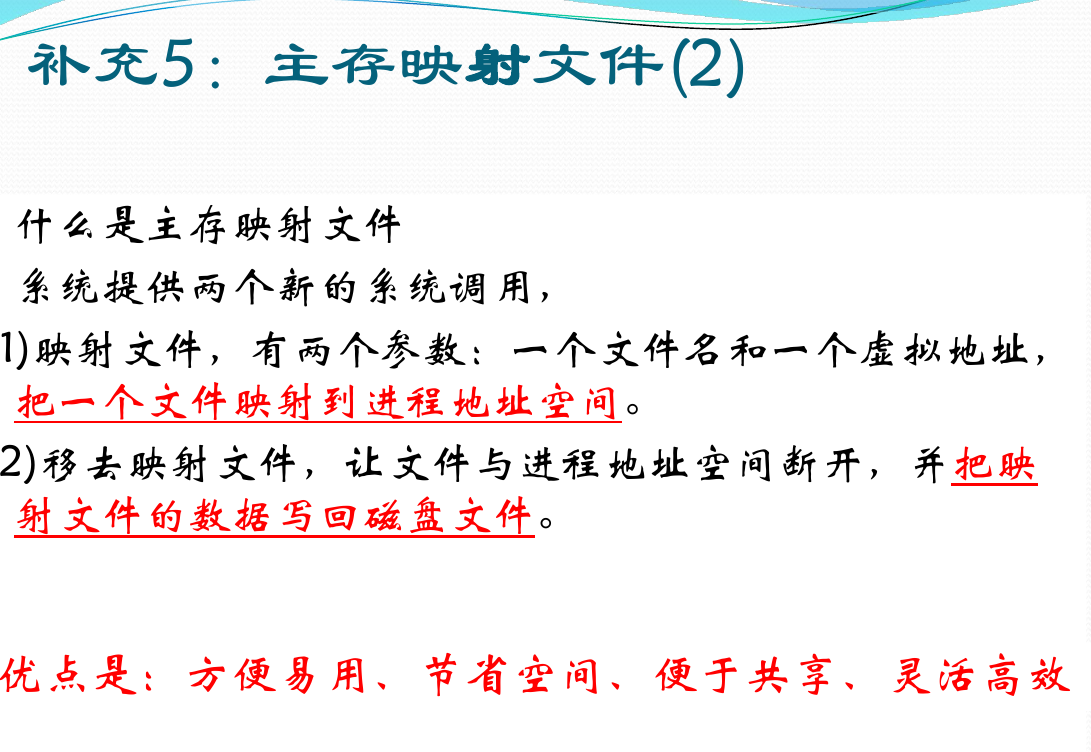 补充5：主存映射文件(2)
什么是主存映射文件
系统提供两个新的系统调用，
1)映射文件，有两个参数：一个文件名和一个虚拟地址，
把一个文件映射到进程地址空间。
2)移去映射文件，让文件与进程地址空间断开，并把映
射文件的数据写回磁盘文件。
优点是：方便易用、节省空间、便于共享、灵活高效